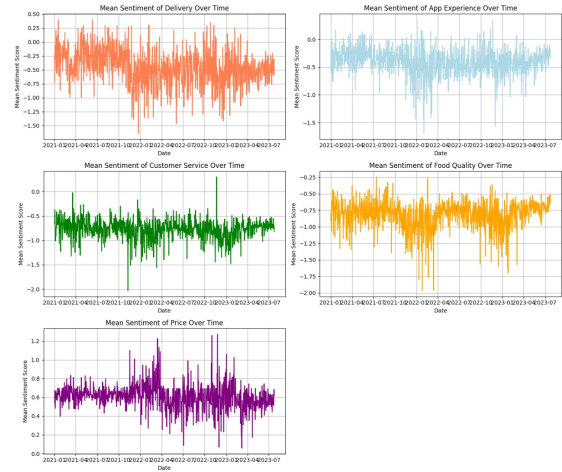 Mean Sentiment of Delivery Over Time
Mean Sentiment Score
0.50
0.25
0.00
−0.25
−0.50
−0.75
−1.00
−1.25
−1.50
2021-01 2021-04 2021-07 2021-10 2022-01 2022-04 2022-07 2022-10 2023-01 2023-04 2023-07
Date
Mean Sentiment of App Experience Over Time
Mean Sentiment Score
0.0
−0.5
−1.0
−1.5
2021-01 2021-04 2021-07 2021-10 2022-01 2022-04 2022-07 2022-10 2023-01 2023-04 2023-07
Date
Mean Sentiment of Customer Service Over Time
Mean Sentiment Score
0.0
−0.5
−1.0
−1.5
−2.0
2021-01 2021-04 2021-07 2021-10 2022-01 2022-04 2022-07 2022-10 2023-01 2023-04 2023-07
Date
Mean Sentiment of Food Quality Over Time
Mean Sentiment Score
−0.25
−0.50
−0.75
−1.00
−1.25
−1.50
−1.75
−2.00
2021-01 2021-04 2021-07 2021-10 2022-01 2022-04 2022-07 2022-10 2023-01 2023-04 2023-07
Date
Mean Sentiment of Price Over Time
Mean Sentiment Score
1.2
1.0
0.8
0.6
0.4
0.2
0.0
2021-01 2021-04 2021-07 2021-10 2022-01 2022-04 2022-07 2022-10 2023-01 2023-04 2023-07
Date